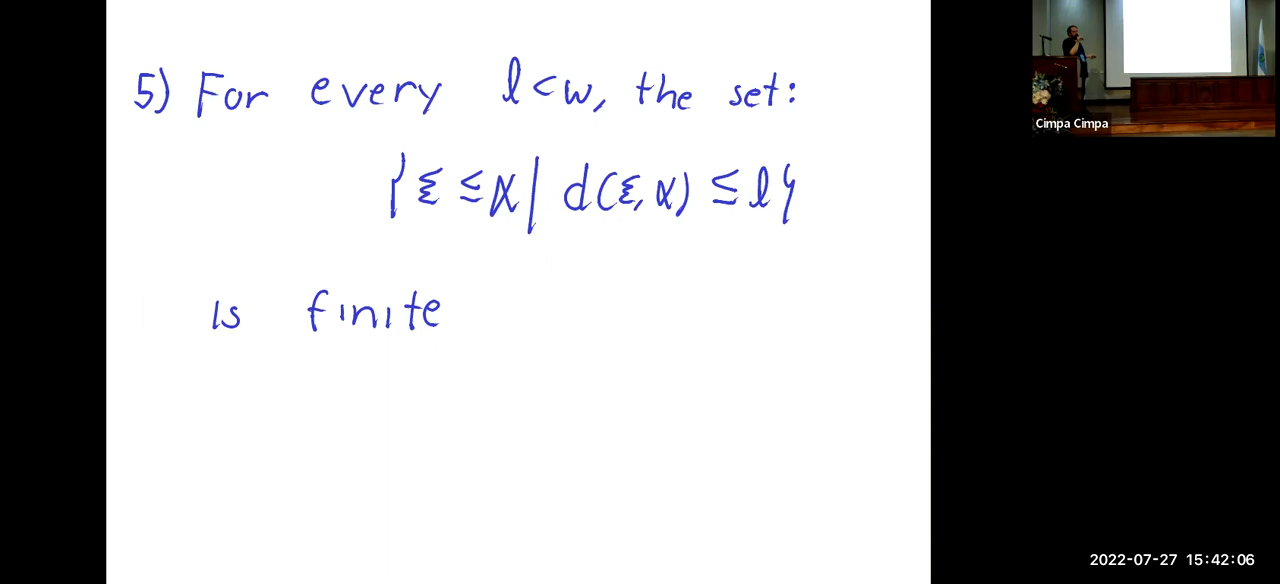 5) For every l < w, the set:
{ ξ ≤ α | d(ξ, α) ≤ l }
is finite
Cimpa Cimpa
2022-07-27 15:42:06